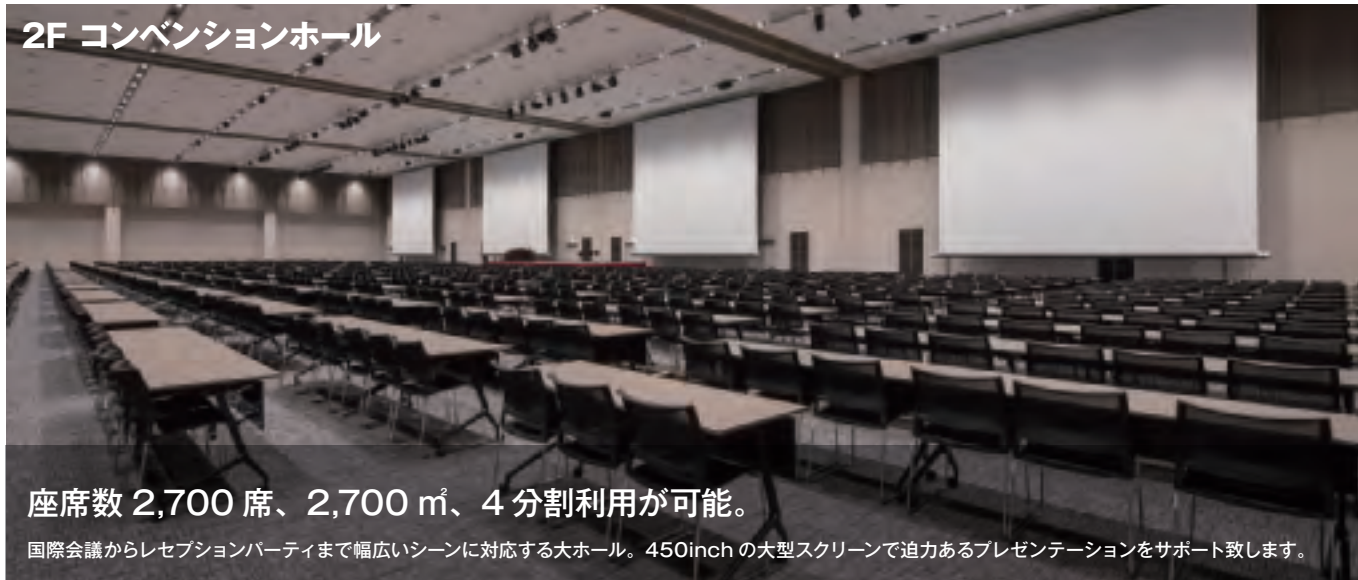 2F コンベンションホール
座席数 2,700 席、2,700 ㎡、4 分割利用が可能。
国際会議からレセプションパーティまで幅広いシーンに対応する大ホール。450inch の大型スクリーンで迫力あるプレゼンテーションをサポート致します。